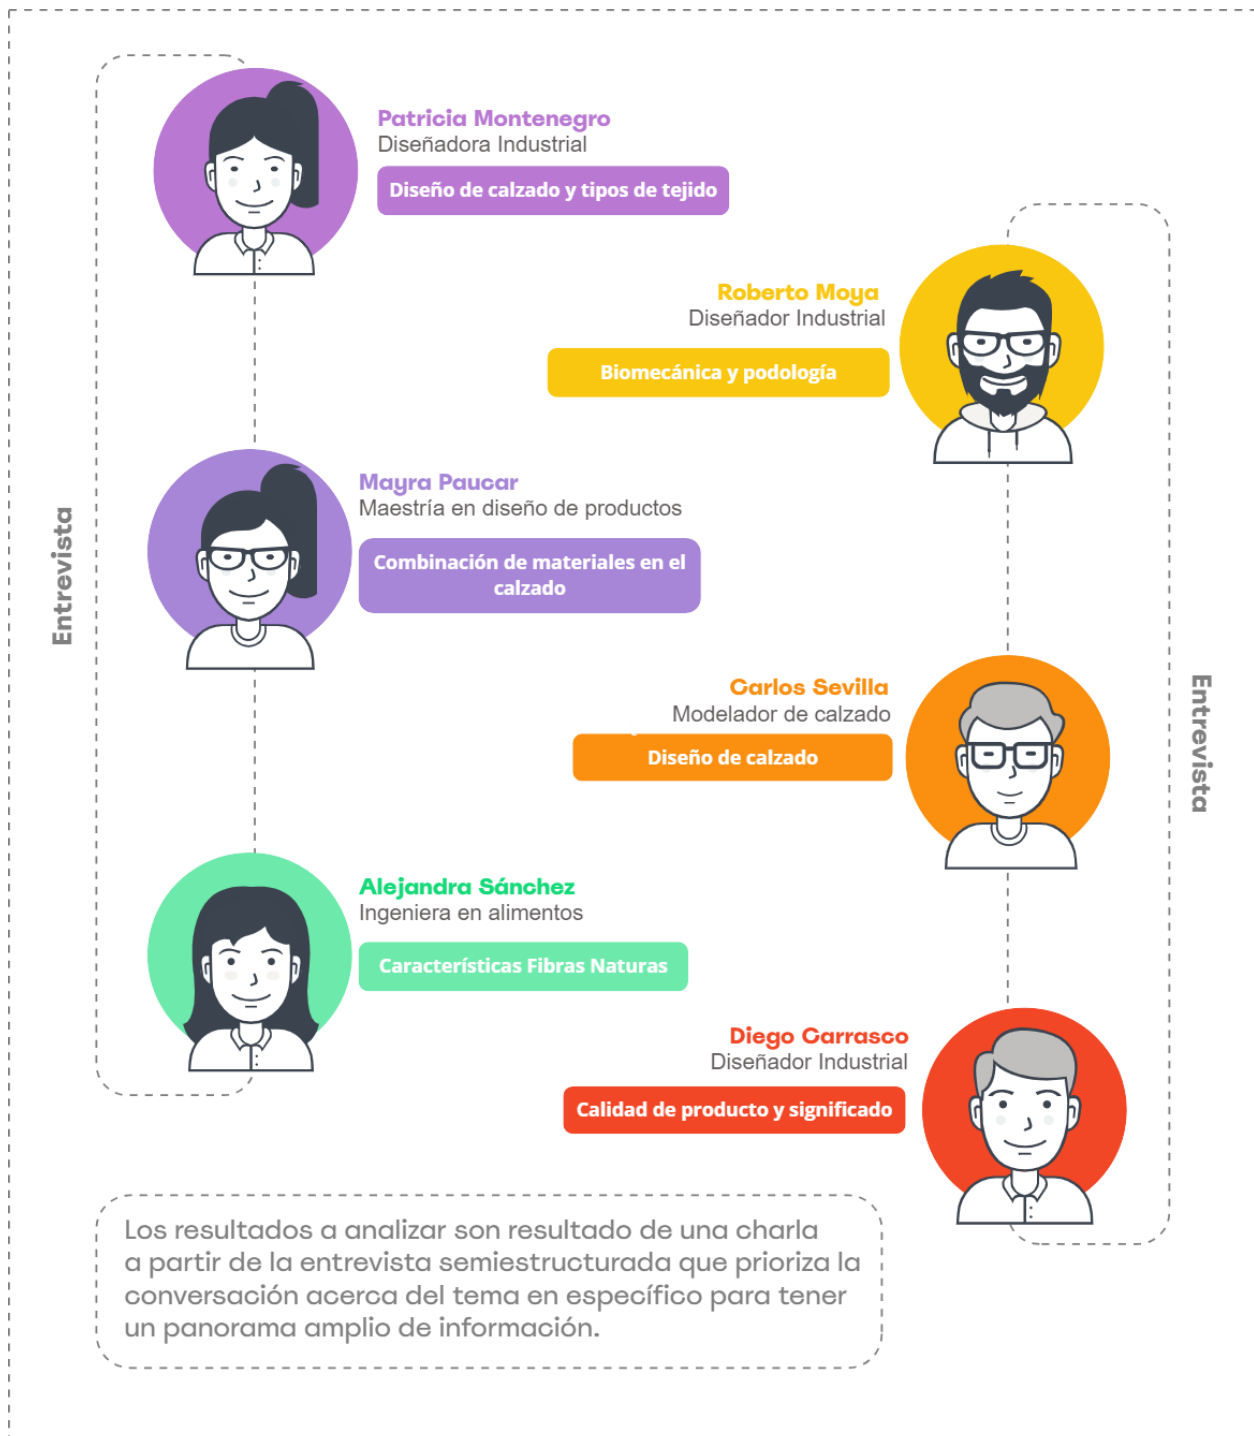 Patricia Montenegro
Diseñadora Industrial
Diseño de calzado y tipos de tejido
Roberto Moya
Diseñador Industrial
Biomecánica y podología
Entrevista
Mayra Paucar
Maestría en diseño de productos
Combinación de materiales en el
calzado
Carlos Sevilla
Modelador de calzado
Diseño de calzado
Entrevista
Alejandra Sánchez
Ingeniera en alimentos
Características Fibras Naturas
Diego Carrasco
Diseñador Industrial
Calidad de producto y significado
Los resultados a analizar son resultado de una charla
a partir de la entrevista semiestructurada que prioriza la
conversación acerca del tema en específico para tener
un panorama amplio de información.